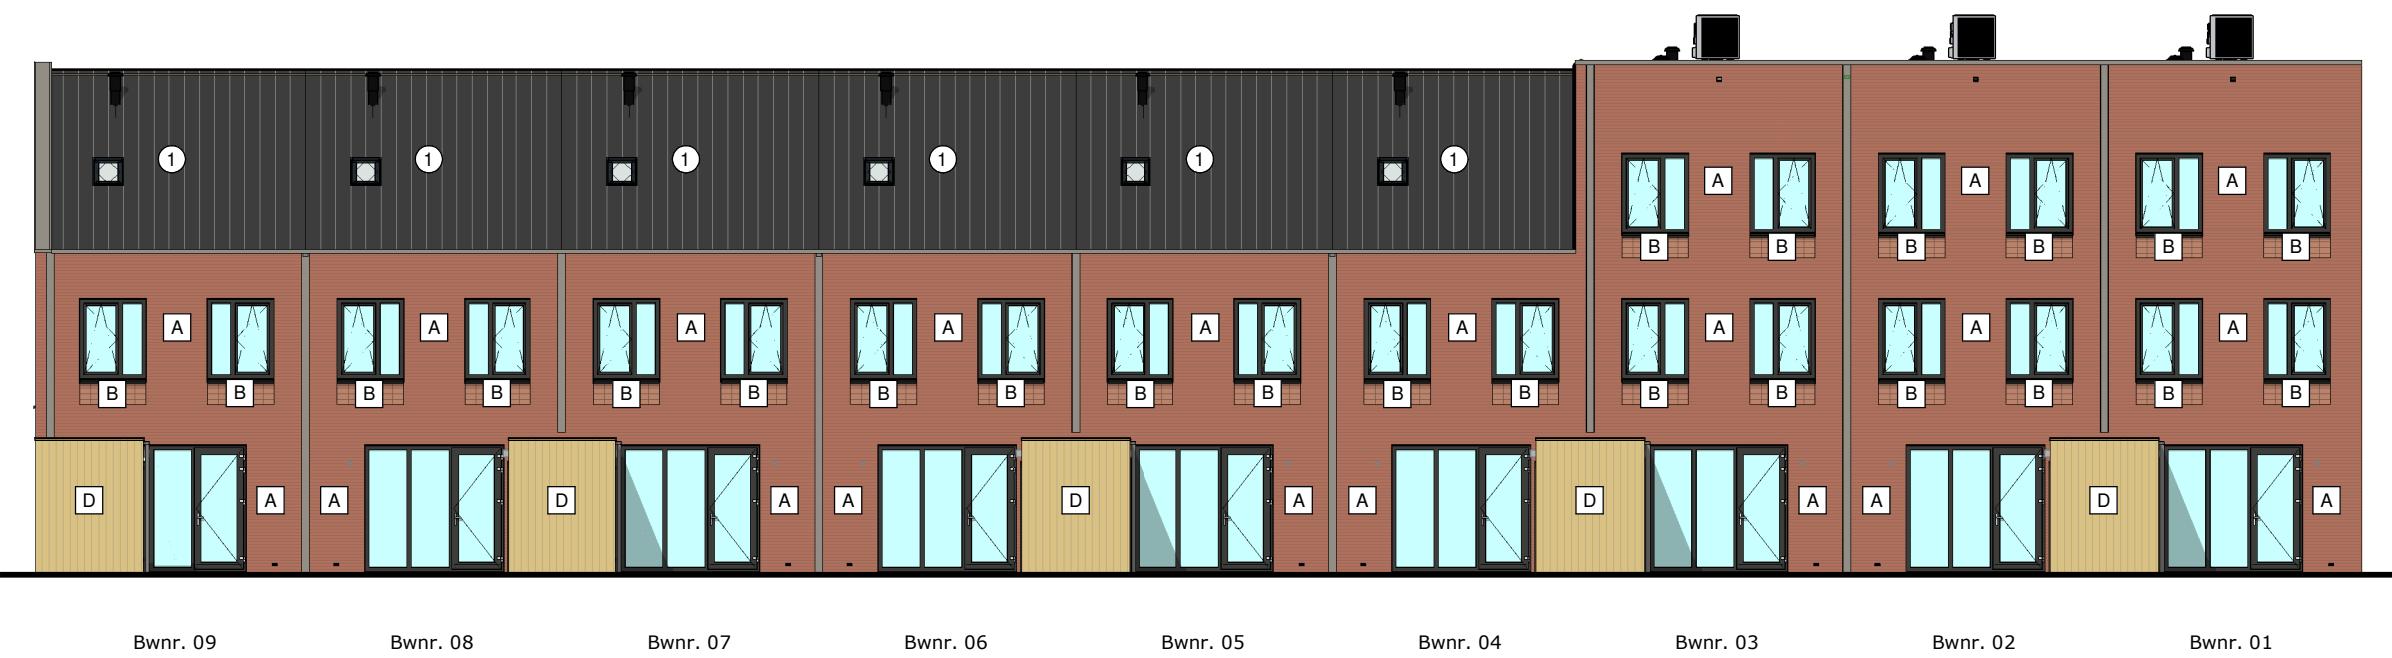 1 1 1 1 1 1
A A A
B B B B B B
A A A A A A A A A
B B B B B B B B B B B B B B B B B B
D A A D A A D A A D A A D A
Bwnr. 09 Bwnr. 08 Bwnr. 07 Bwnr. 06 Bwnr. 05 Bwnr. 04 Bwnr. 03 Bwnr. 02 Bwnr. 01